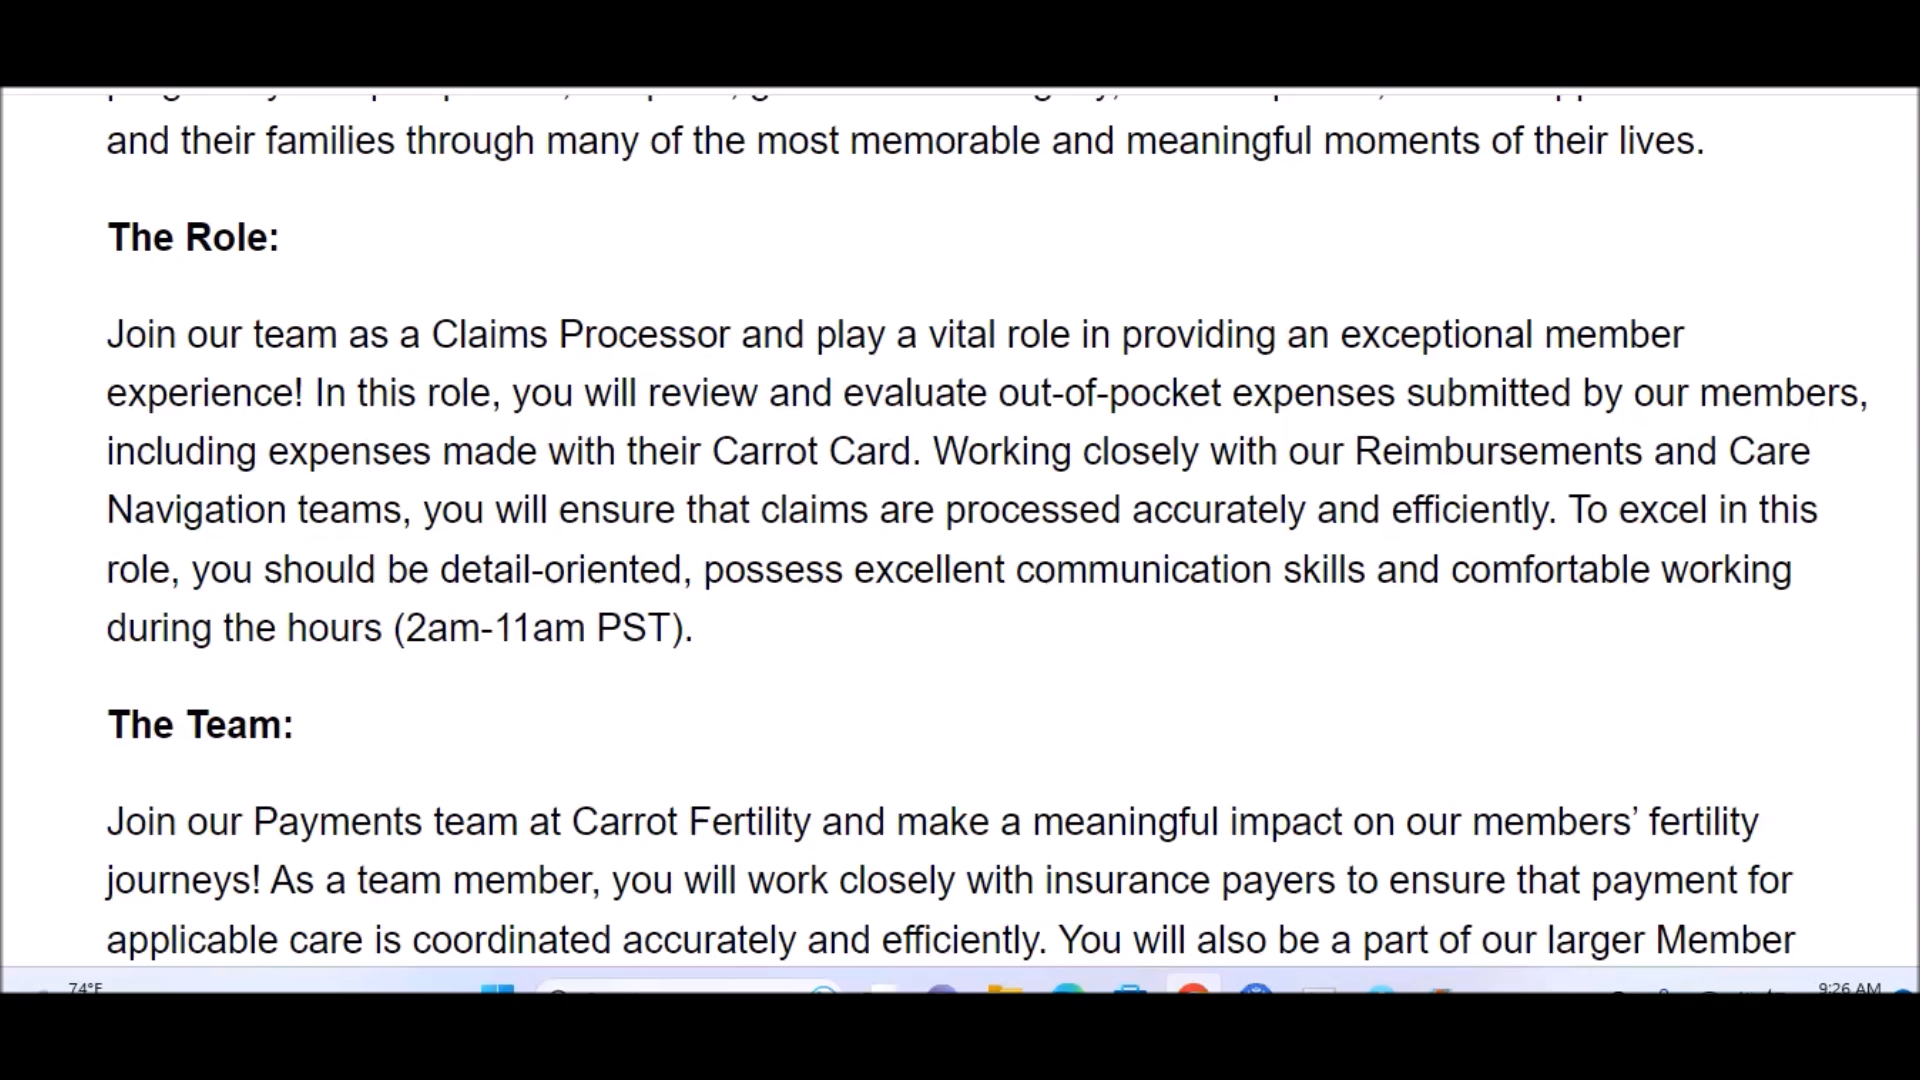 and their families through many of the most memorable and meaningful moments of their lives.
The Role:
Join our team as a Claims Processor and play a vital role in providing an exceptional member
experience! In this role, you will review and evaluate out-of-pocket expenses submitted by our members,
including expenses made with their Carrot Card. Working closely with our Reimbursements and Care
Navigation teams, you will ensure that claims are processed accurately and efficiently. To excel in this
role, you should be detail-oriented, possess excellent communication skills and comfortable working
during the hours (2am-11am PST).
The Team:
Join our Payments team at Carrot Fertility and make a meaningful impact on our members’ fertility
journeys! As a team member, you will work closely with insurance payers to ensure that payment for
applicable care is coordinated accurately and efficiently. You will also be a part of our larger Member
74°F
9:26 AM